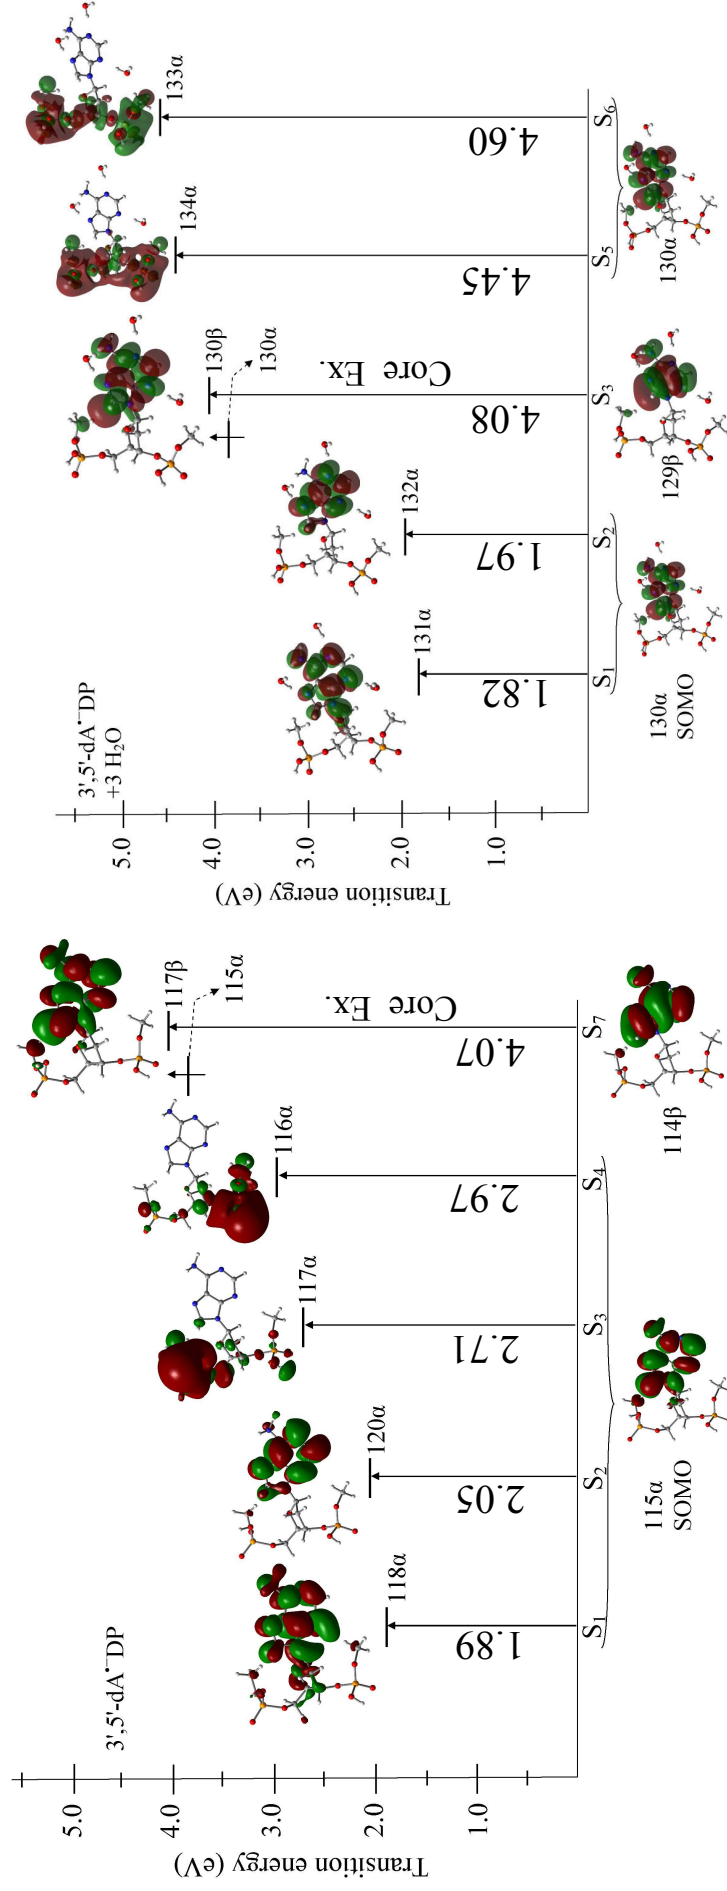 3',5'-dA•−DP
Transition energy (eV)
5.0
4.0
3.0
2.0
1.0
118α
120α
117α
116α
117β
115α
1.89
2.05
2.71
2.97
4.07
Core Ex.
S1
S2
S3
S4
S7
115α
SOMO
114β
3',5'-dA•−DP
+3 H2O
Transition energy (eV)
5.0
4.0
3.0
2.0
1.0
131α
132α
130β
130α
134α
133α
1.82
1.97
4.08
Core Ex.
4.45
4.60
S1
S2
S3
S5
S6
130α
SOMO
129β
130α